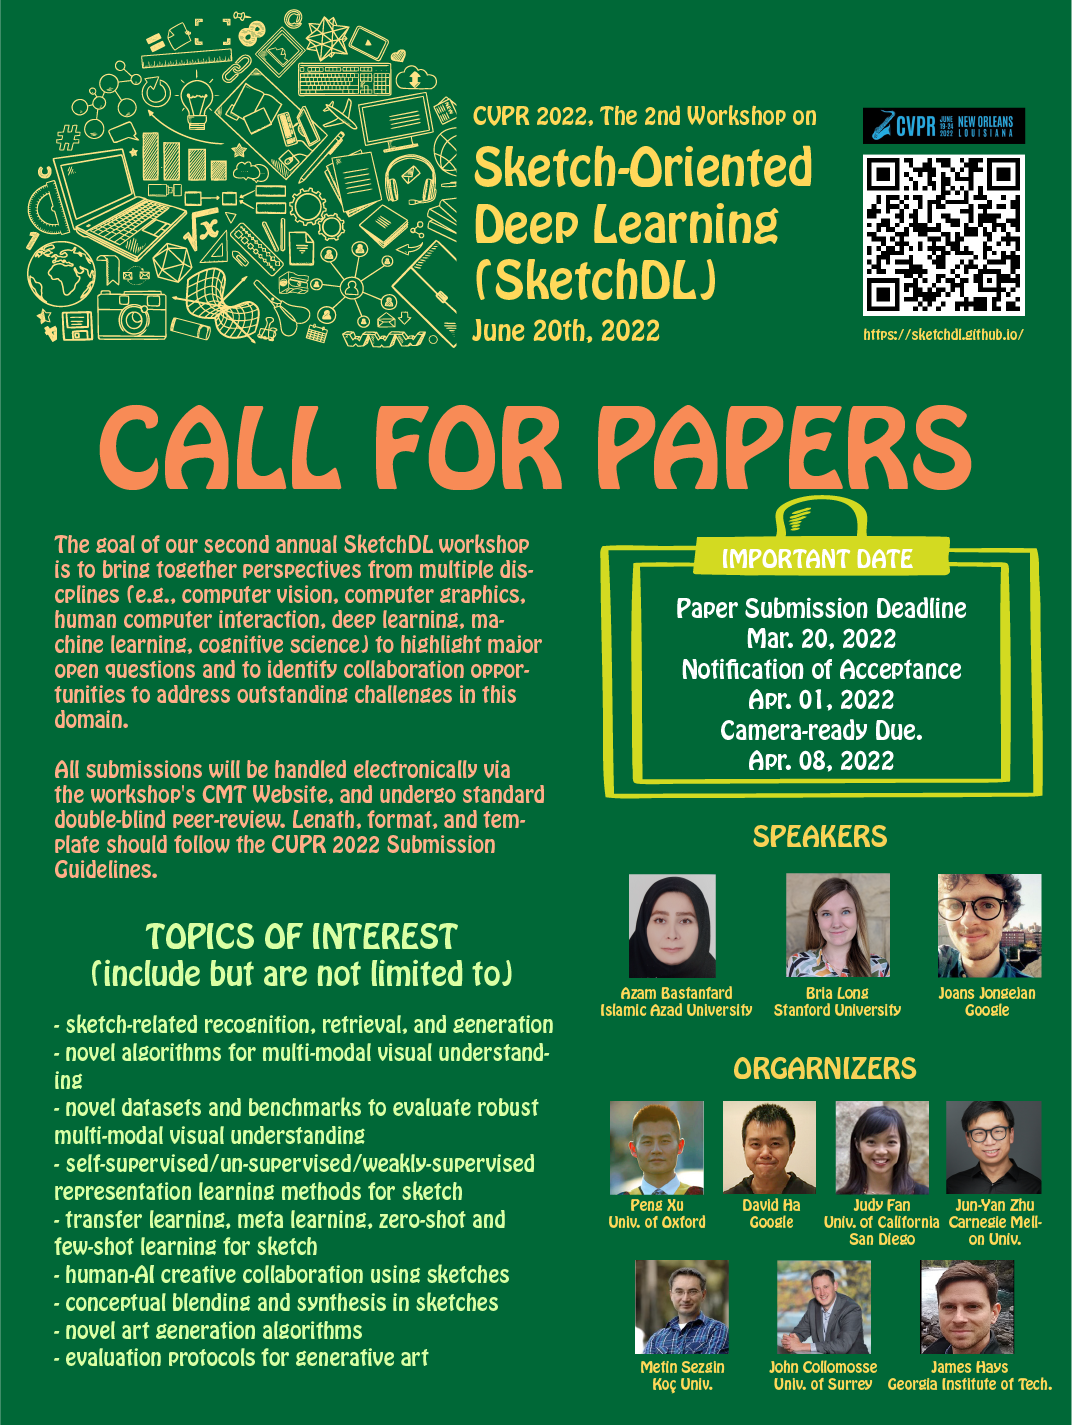 CVPR 2022, The 2nd Workshop on
Sketch-Oriented
Deep Learning
(SketchDL)
June 20th, 2022
CVPR
JUNE
19-24
2022
NEW ORLEANS
LOUISIANA
https://sketchdl.github.io/
√x
WWW
CALL FOR PAPERS
The goal of our second annual SketchDL workshop
is to bring together perspectives from multiple dis-
cplines (e.g., computer vision, computer graphics,
human computer interaction, deep learning, ma-
chine learning, cognitive science) to highlight major
open questions and to identify collaboration oppor-
tunities to address outstanding challenges in this
domain.
All submissions will be handled electronically via
the workshop's CMT Website, and undergo standard
double-blind peer-review. Lenath, format, and tem-
plate should follow the CUPR 2022 Submission
Guidelines.
TOPICS OF INTEREST
(include but are not limited to)
- sketch-related recognition, retrieval, and generation
- novel algorithms for multi-modal visual understand-
ing
- novel datasets and benchmarks to evaluate robust
multi-modal visual understanding
- self-supervised/un-supervised/weakly-supervised
representation learning methods for sketch
- transfer learning, meta learning, zero-shot and
few-shot learning for sketch
- human-AI creative collaboration using sketches
- conceptual blending and synthesis in sketches
- novel art generation algorithms
- evaluation protocols for generative art
IMPORTANT DATE
Paper Submission Deadline
Mar. 20, 2022
Notification of Acceptance
Apr. 01, 2022
Camera-ready Due.
Apr. 08, 2022
SPEAKERS
Azam Bastanfard
Islamic Azad University
Bria Long
Stanford University
Joans Jongejan
Google
ORGARNIZERS
Peng Xu
Univ. of Oxford
David Ha
Google
Judy Fan
Univ. of California
San Diego
Jun-Yan Zhu
Carnegie Mell-
on Univ.
Metin Sezgin
Koç Univ.
John Collomosse
Univ. of Surrey
James Hays
Georgia Institute of Tech.